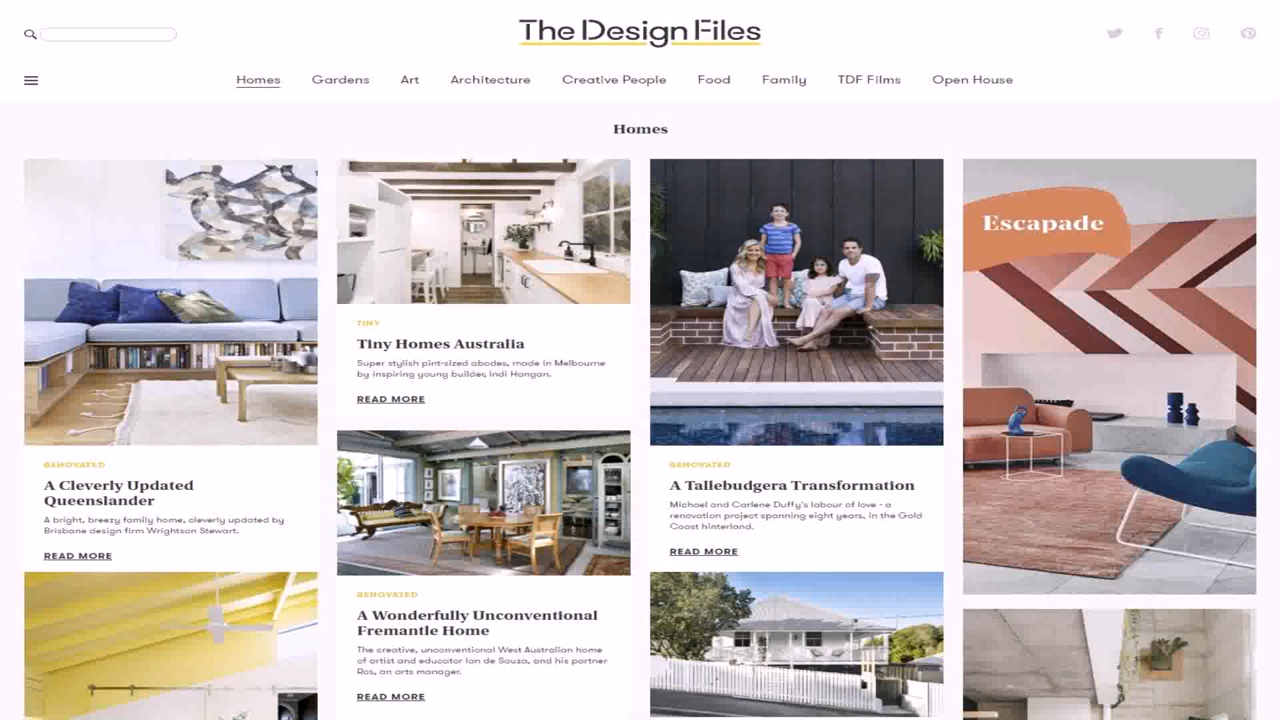 The Design Files
Homes Gardens Art Architecture Creative People Food Family TDF Films Open House
Homes
RENOVATED
A Cleverly Updated
Queenslander
A bright, breezy family home, cleverly updated by
Brisbane design firm Wrightson Stewart.
READ MORE
TINY
Tiny Homes Australia
Super stylish pint-sized abodes, made in Melbourne
by inspiring young builder, Indi Hangan.
READ MORE
RENOVATED
A Wonderfully Unconventional
Fremantle Home
The creative, unconventional West Australian home
of artist and educator Ian de Souza, and his partner
Ros, an arts manager.
READ MORE
RENOVATED
A Tallebudgera Transformation
Michael and Carlene Duffy's labour of love - a
renovation project spanning eight years, in the Gold
Coast hinterland.
READ MORE
Escapade